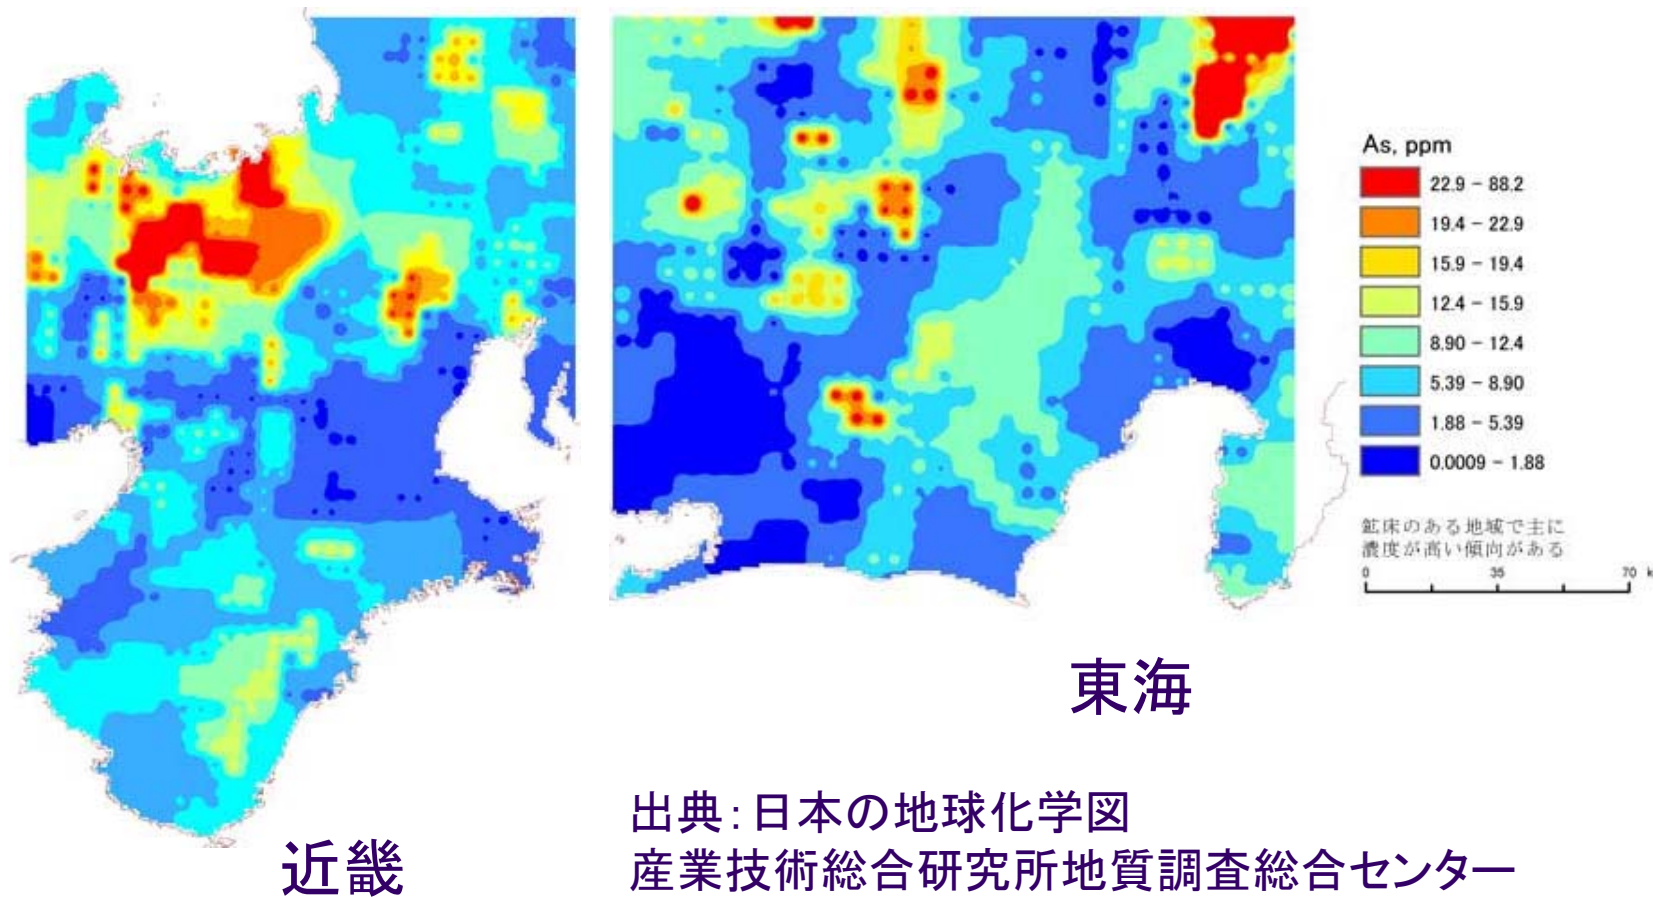 As, ppm
22.9 - 88.2
19.4 - 22.9
15.9 - 19.4
12.4 - 15.9
8.90 - 12.4
5.39 - 8.90
1.88 - 5.39
0.0009 - 1.88
鉱床のある地域で主に
濃度が高い傾向がある
0 35 70 k
東海
近畿
出典:日本の地球化学図
産業技術総合研究所地質調査総合センター